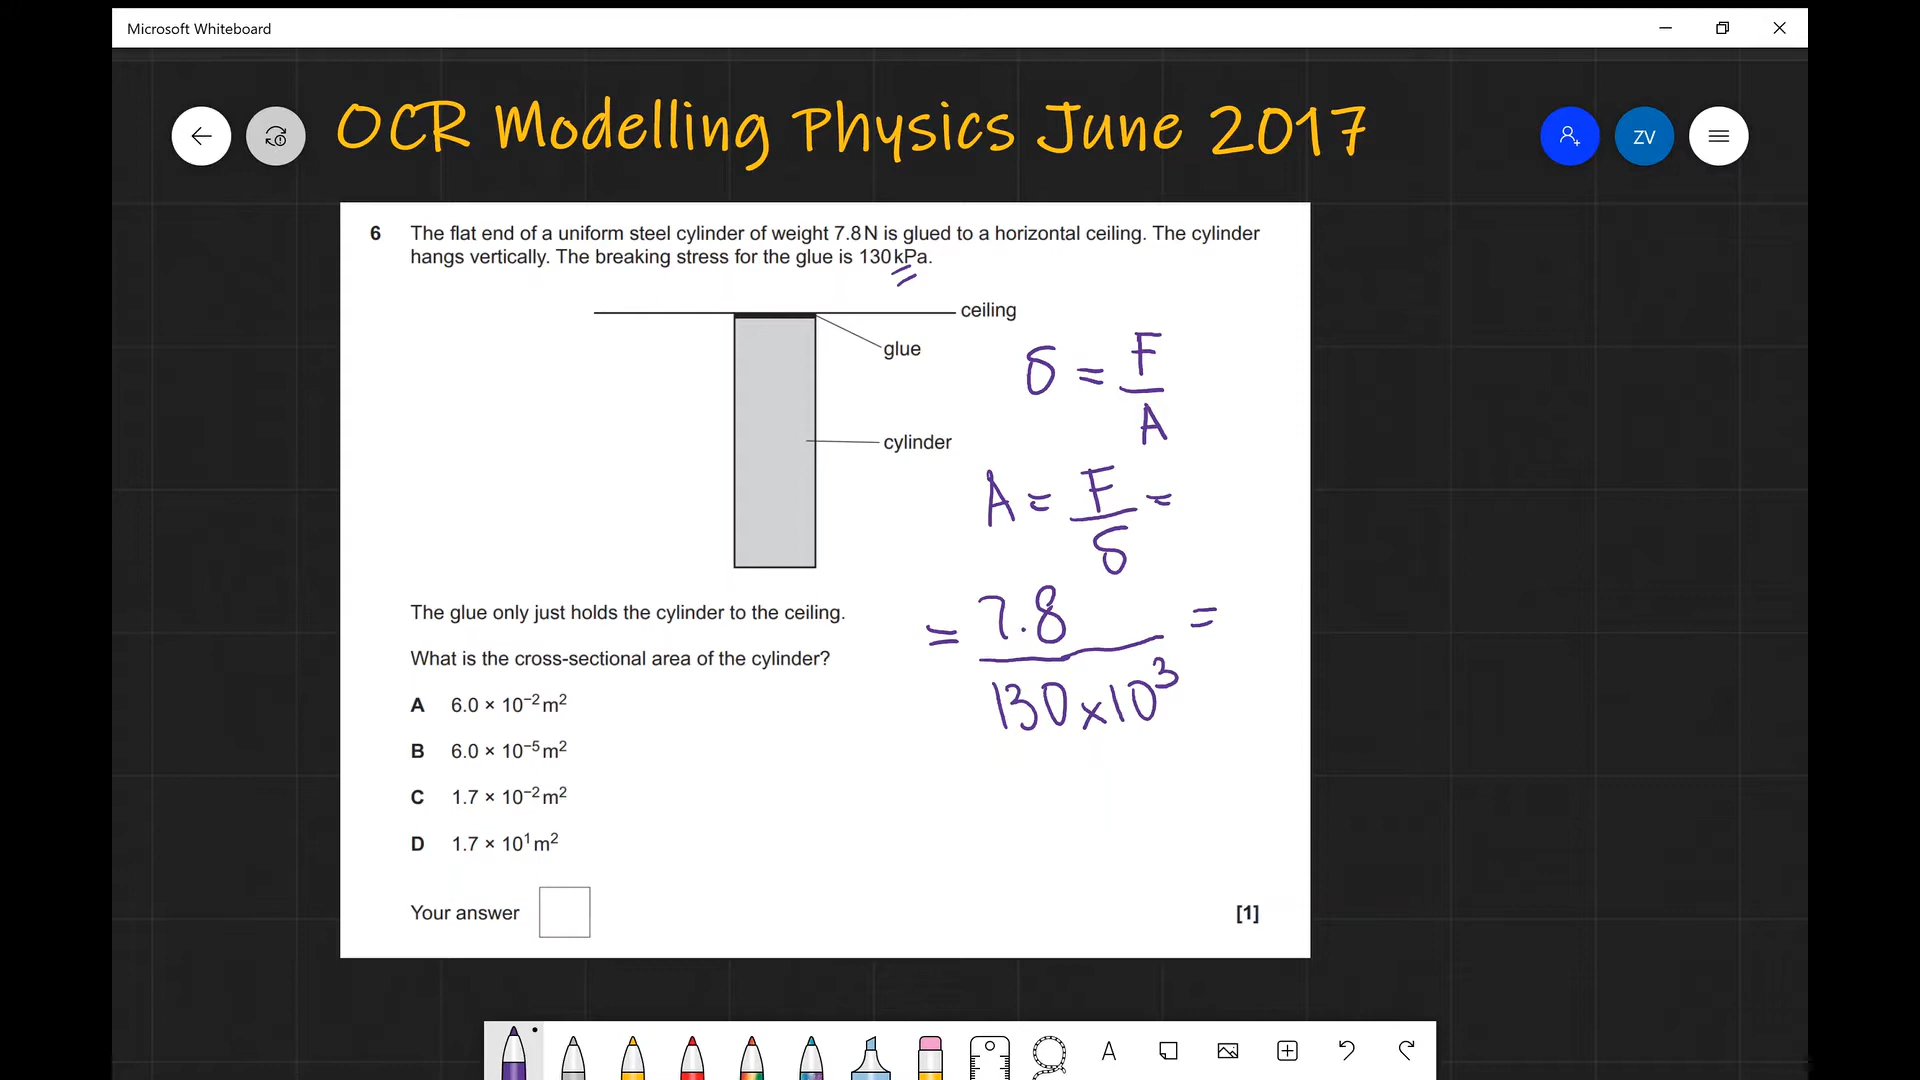 Microsoft Whiteboard
OCR Modelling Physics June 2017
ZV
6 The flat end of a uniform steel cylinder of weight 7.8 N is glued to a horizontal ceiling. The cylinder
hangs vertically. The breaking stress for the glue is 130 kPa.
ceiling
glue
cylinder
δ = F/A
A = F/δ =
= 7.8/130×10³ =
The glue only just holds the cylinder to the ceiling.
What is the cross-sectional area of the cylinder?
A 6.0 × 10⁻² m²
B 6.0 × 10⁻⁵ m²
C 1.7 × 10⁻² m²
D 1.7 × 10¹ m²
Your answer
[1]
A